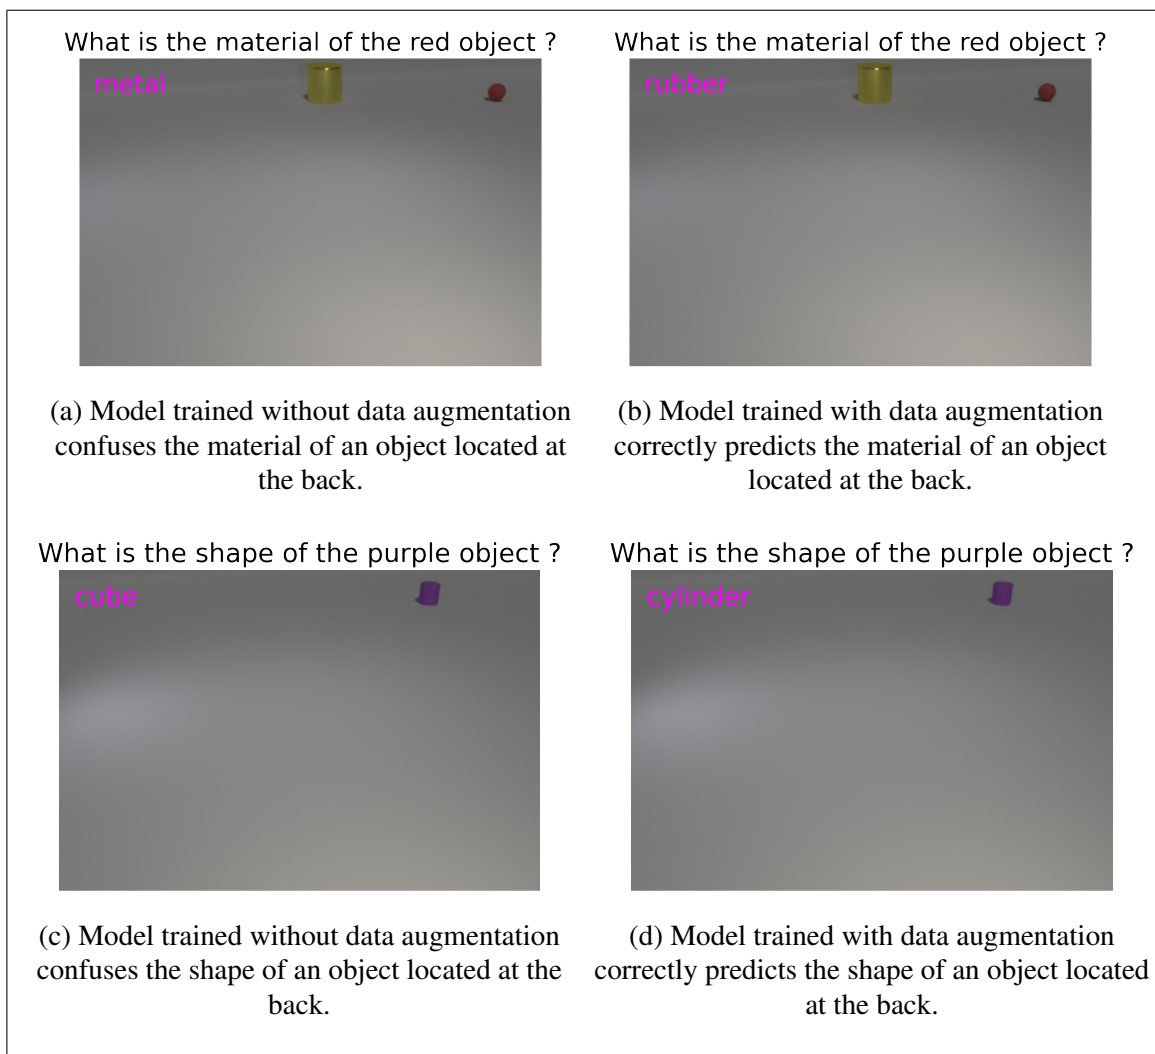 What is the material of the red object ?
metal
(a) Model trained without data augmentation
confuses the material of an object located at
the back.
What is the material of the red object ?
rubber
(b) Model trained with data augmentation
correctly predicts the material of an object
located at the back.
What is the shape of the purple object ?
cube
(c) Model trained without data augmentation
confuses the shape of an object located at the
back.
What is the shape of the purple object ?
cylinder
(d) Model trained with data augmentation
correctly predicts the shape of an object located
at the back.